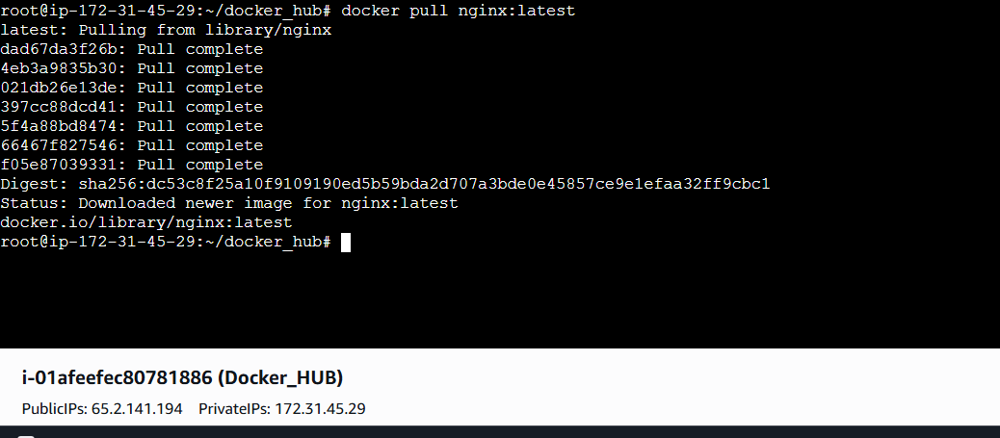 root@ip-172-31-45-29:~/docker_hub# docker pull nginx:latest
latest: Pulling from library/nginx
dad67da3f26b: Pull complete
4eb3a9835b30: Pull complete
021db26e13de: Pull complete
397cc88dcd41: Pull complete
5f4a88bd8474: Pull complete
66467f827546: Pull complete
f05e87039331: Pull complete
Digest: sha256:dc53c8f25a10f9109190ed5b59bda2d707a3bde0e45857ce9e1efaa32ff9cbc1
Status: Downloaded newer image for nginx:latest
docker.io/library/nginx:latest
root@ip-172-31-45-29:~/docker_hub#
i-01afeefec80781886 (Docker_HUB)
PublicIPs: 65.2.141.194 PrivateIPs: 172.31.45.29